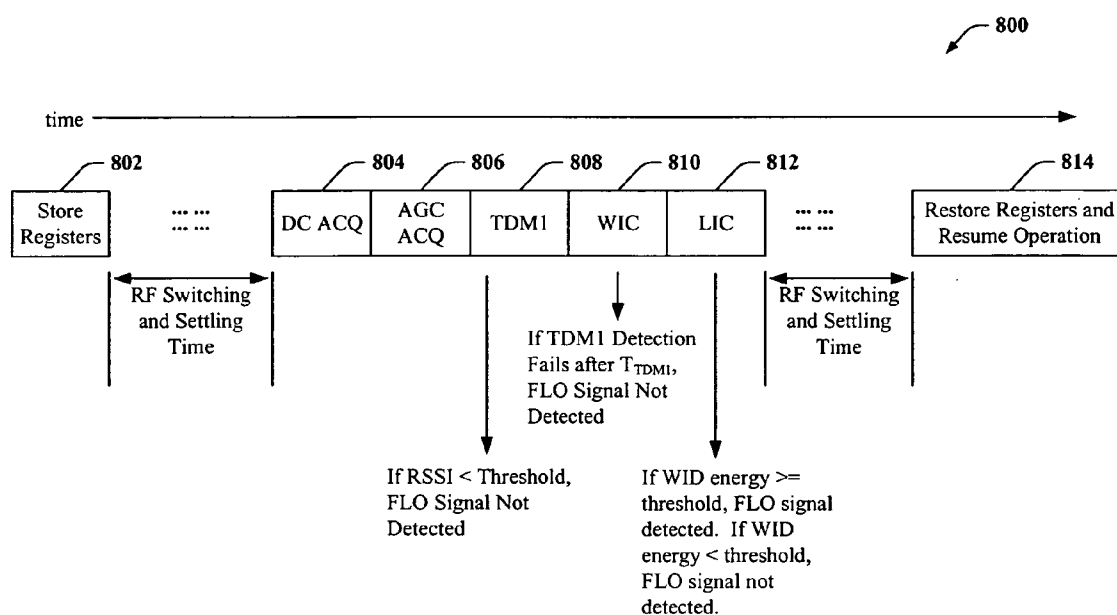 800
time
802
804
806
808
810
812
814
Store
Registers
... ...
... ...
DC ACQ
AGC
ACQ
TDM1
WIC
LIC
... ...
... ...
Restore Registers and
Resume Operation
RF Switching
and Settling
Time
RF Switching
and Settling
Time
If TDM1 Detection
Fails after TTDM1,
FLO Signal Not
Detected
If RSSI < Threshold,
FLO Signal Not
Detected
If WID energy >=
threshold, FLO signal
detected. If WID
energy < threshold,
FLO signal not
detected.